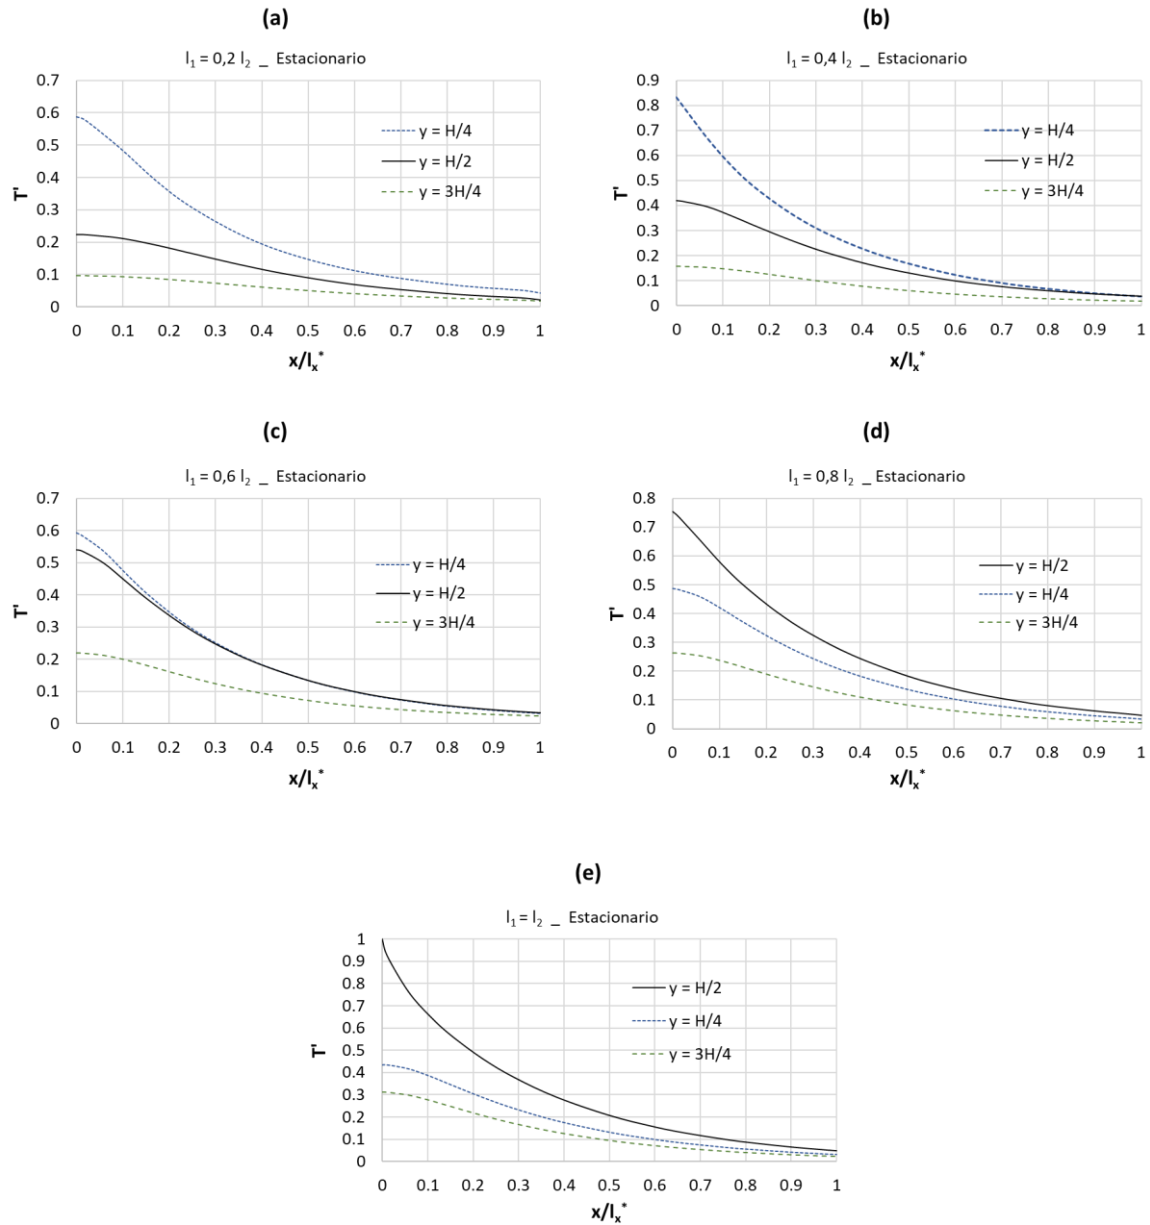 (a)
l₁ = 0,2 l₂ _ Estacionario
0.7
0.6
0.5
0.4
0.3
0.2
0.1
0
T'
y = H/4
y = H/2
y = 3H/4
0 0.1 0.2 0.3 0.4 0.5 0.6 0.7 0.8 0.9 1
x/lₓ*
(b)
l₁ = 0,4 l₂ _ Estacionario
0.9
0.8
0.7
0.6
0.5
0.4
0.3
0.2
0.1
0
T'
y = H/4
y = H/2
y = 3H/4
0 0.1 0.2 0.3 0.4 0.5 0.6 0.7 0.8 0.9 1
x/lₓ*
(c)
l₁ = 0,6 l₂ _ Estacionario
0.7
0.6
0.5
0.4
0.3
0.2
0.1
0
T'
y = H/4
y = H/2
y = 3H/4
0 0.1 0.2 0.3 0.4 0.5 0.6 0.7 0.8 0.9 1
x/lₓ*
(d)
l₁ = 0,8 l₂ _ Estacionario
0.8
0.7
0.6
0.5
0.4
0.3
0.2
0.1
0
T'
y = H/2
y = H/4
y = 3H/4
0 0.1 0.2 0.3 0.4 0.5 0.6 0.7 0.8 0.9 1
x/lₓ*
(e)
l₁ = l₂ _ Estacionario
1
0.9
0.8
0.7
0.6
0.5
0.4
0.3
0.2
0.1
0
T'
y = H/2
y = H/4
y = 3H/4
0 0.1 0.2 0.3 0.4 0.5 0.6 0.7 0.8 0.9 1
x/lₓ*